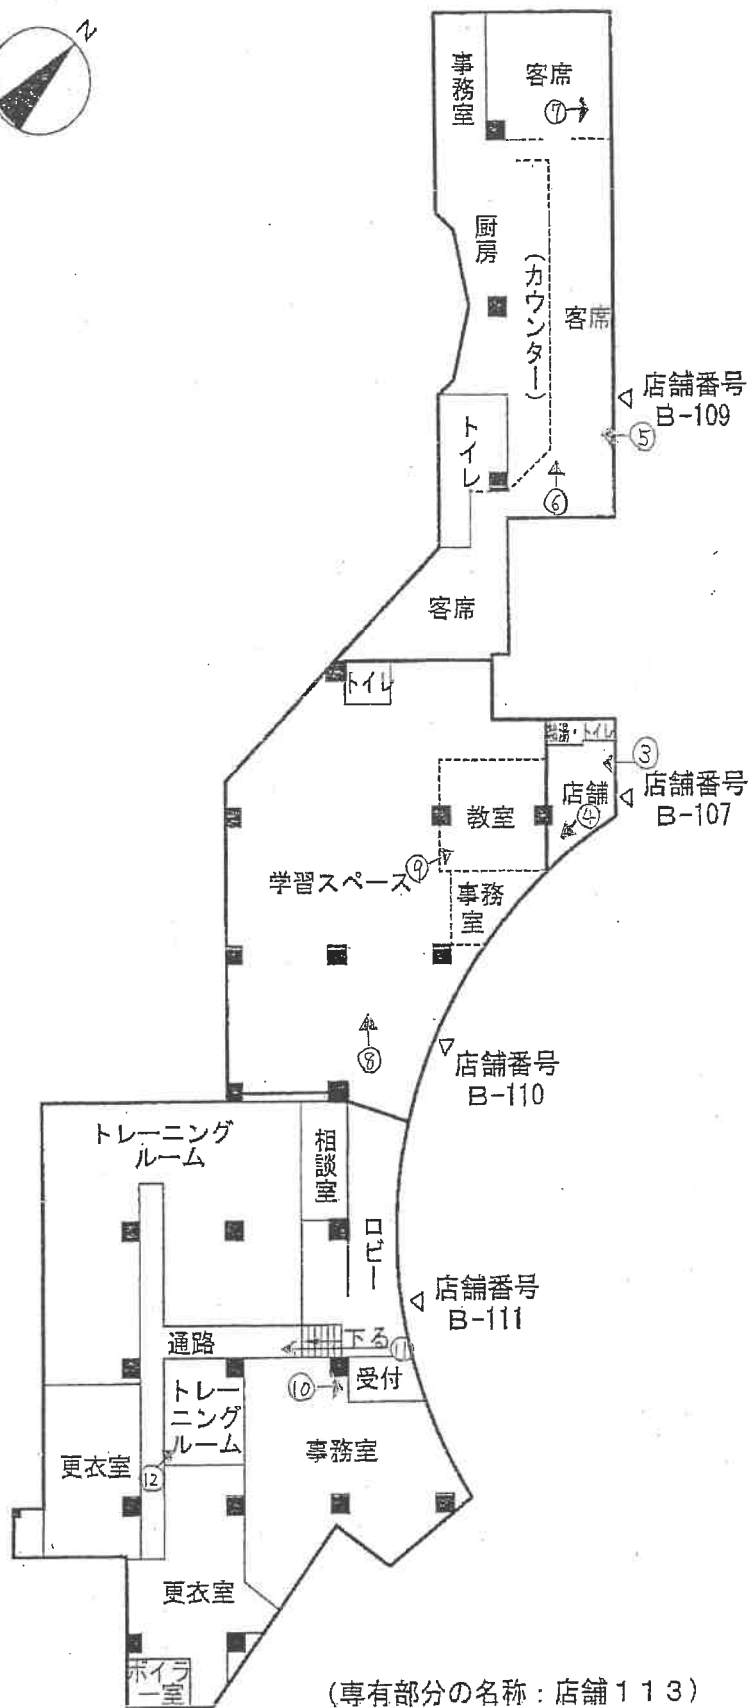 N
事務室
客席
⑦
厨房
(カウンター)
客席
店舗番号
B-109
⑤
トイレ
⑥
客席
トイレ
トイレ
③
店舗
④
店舗番号
B-107
教室
⑨
学習スペース
事務
室
⑧
店舗番号
B-110
トレーニング
ルーム
相談室
ロビー
店舗番号
B-111
通路
下る
⑪
⑩
受付
トレー
ニング
ルーム
更衣室
⑫
事務室
更衣室
ボイラ
ー室
(専有部分の名称:店舗113)